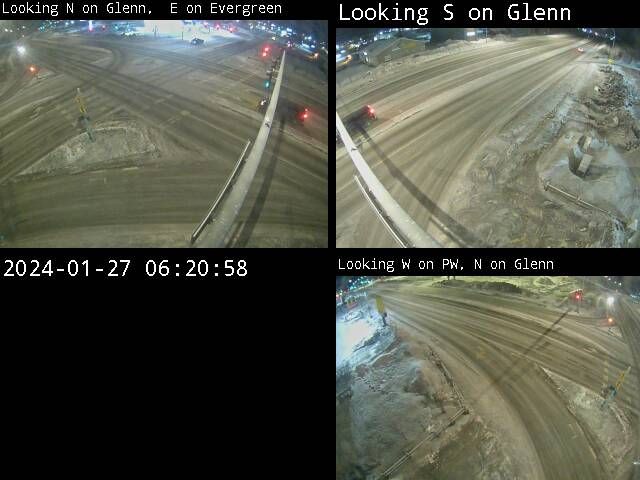 Looking N on Glenn,  E on Evergreen
Looking S on Glenn
2024-01-27 06:20:58
Looking W on PW, N on Glenn